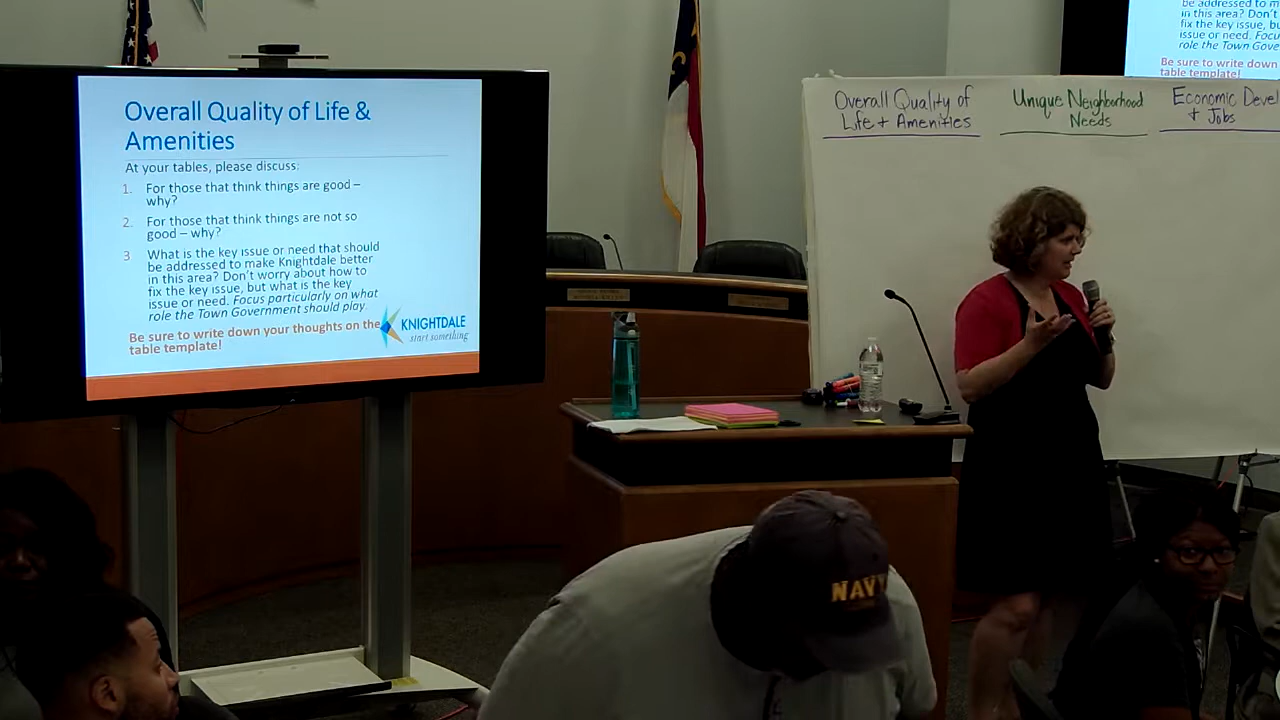 Overall Quality of Life &
Amenities
At your tables, please discuss:
1. For those that think things are good –
why?
2. For those that think things are not so
good – why?
3 What is the key issue or need that should
be addressed to make Knightdale better
in this area? Don't worry about how to
fix the key issue, but what is the key
issue or need. Focus particularly on what
role the Town Government should play.
Be sure to write down your thoughts on the
table template!
KNIGHTDALE
start something
Overall Quality of
Life + Amenities
Unique Neighborhood
Needs
Economic Devel
+ Jobs
be addressed to m
in this area? Don't
fix the key issue, bu
issue or need. Focu
role the Town Gover
Be sure to write down
table template!
NAVY